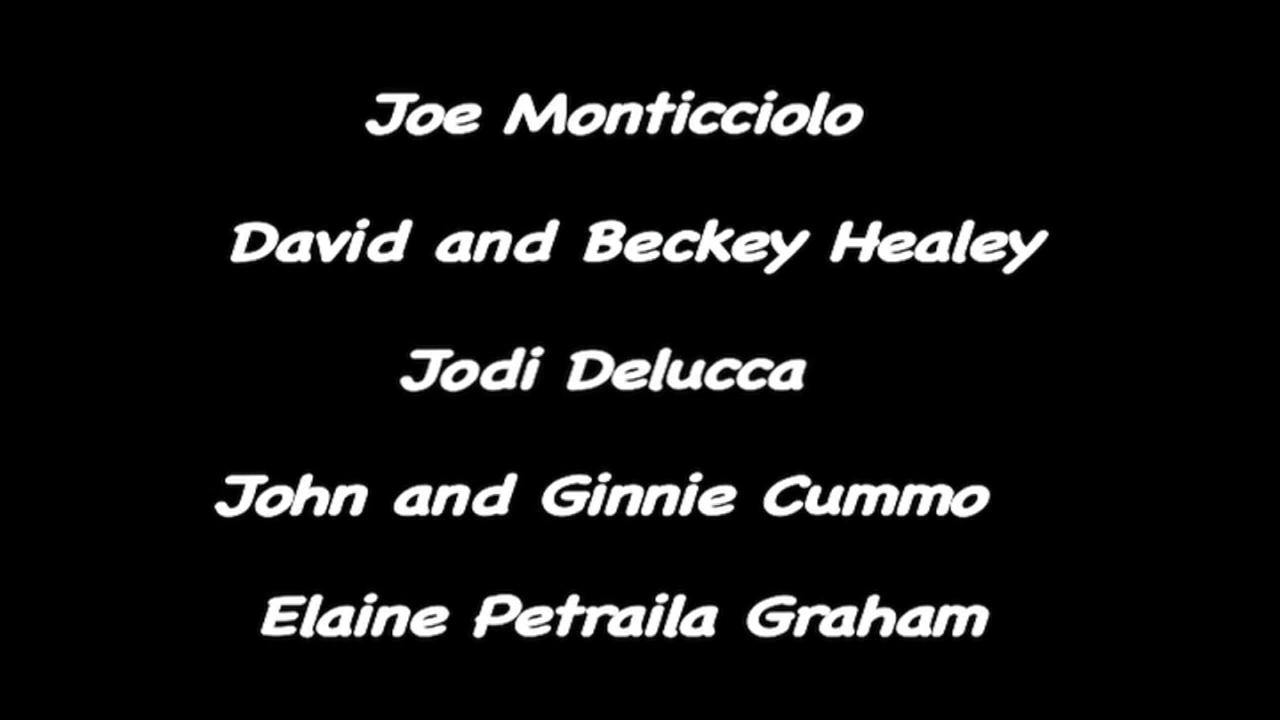 Joe Monticciolo
David and Beckey Healey
Jodi Delucca
John and Ginnie Cummo
Elaine Petraila Graham